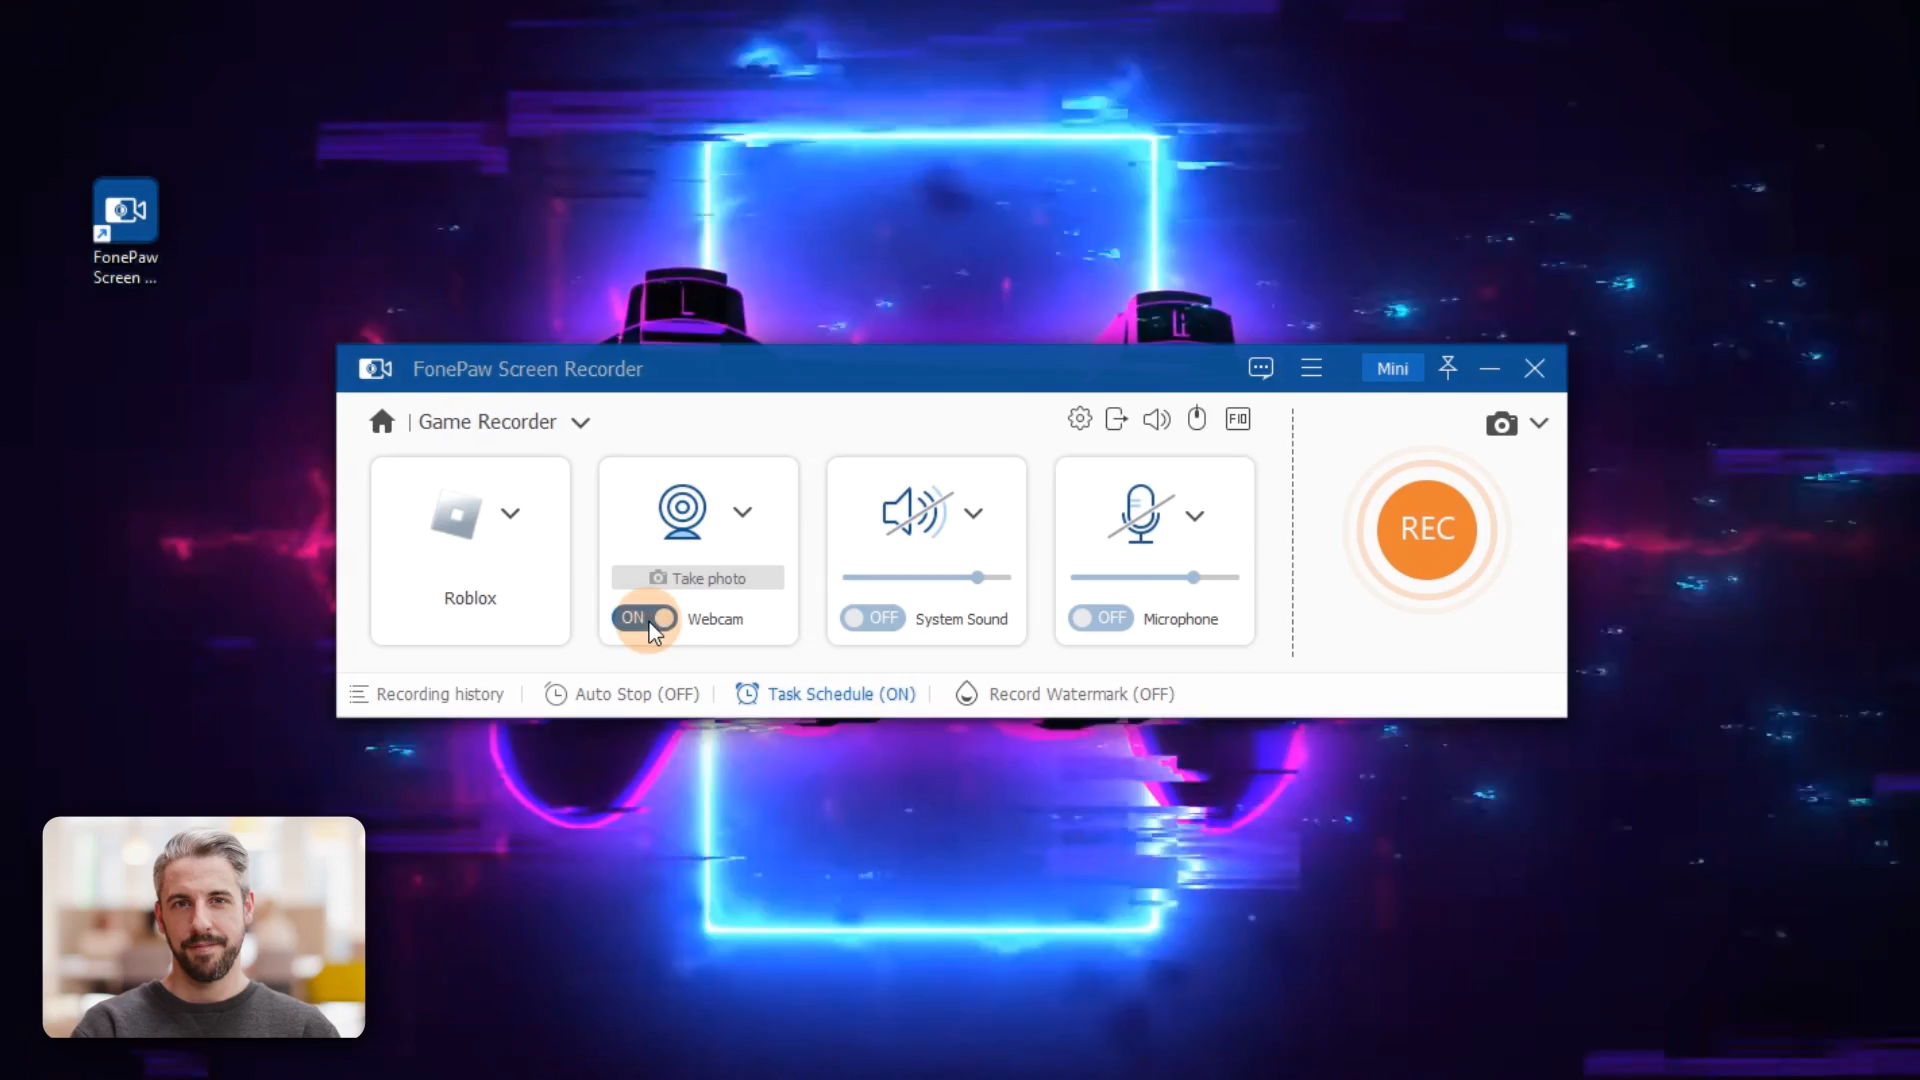 FonePaw
Screen ...
FonePaw Screen Recorder
Mini
| Game Recorder
F10
Roblox
Take photo
ON
Webcam
OFF
System Sound
OFF
Microphone
REC
Recording history
Auto Stop (OFF)
Task Schedule (ON)
Record Watermark (OFF)
L